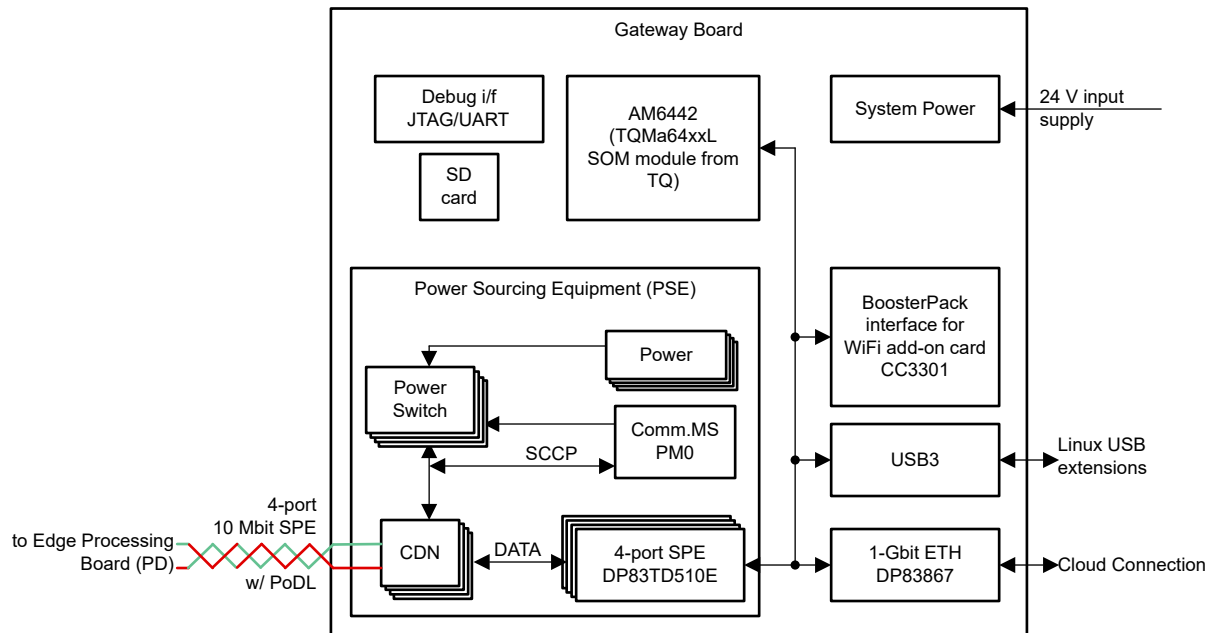 Gateway Board
Debug i/f
JTAG/UART
SD
card
AM6442
(TQMa64xxL
SOM module from
TQ)
System Power
24 V input
supply
Power Sourcing Equipment (PSE)
Power
Power
Switch
Comm.MS
PM0
SCCP
BoosterPack
interface for
WiFi add-on card
CC3301
USB3
Linux USB
extensions
4-port
10 Mbit SPE
to Edge Processing
Board (PD)
w/ PoDL
CDN
DATA
4-port SPE
DP83TD510E
1-Gbit ETH
DP83867
Cloud Connection